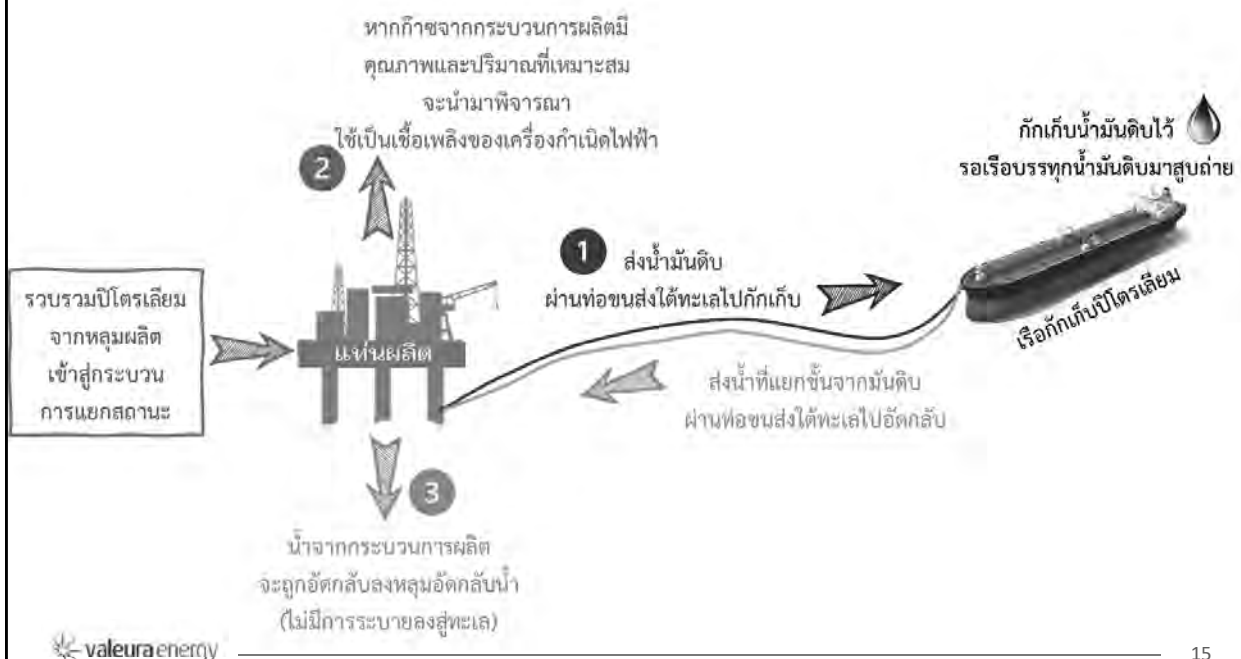 หากก๊าซจากกระบวนการผลิตมี
คุณภาพและปริมาณที่เหมาะสม
จะนำมาพิจารณา
ใช้เป็นเชื้อเพลิงของเครื่องกำเนิดไฟฟ้า
2
กักเก็บน้ำมันดิบไว้
รอเรือบรรทุกน้ำมันดิบมาสูบถ่าย
1 ส่งน้ำมันดิบ
ผ่านท่อขนส่งใต้ทะเลไปกักเก็บ
เรือกักเก็บปิโตรเลียม
รวบรวมปิโตรเลียม
จากหลุมผลิต
เข้าสู่กระบวน
การแยกสถานะ
แท่นผลิต
ส่งน้ำที่แยกชั้นจากมันดิบ
ผ่านท่อขนส่งใต้ทะเลไปอัดกลับ
3
น้ำจากกระบวนการผลิต
จะถูกอัดกลับลงหลุมอัดกลับน้ำ
(ไม่มีการระบายลงสู่ทะเล)
valeura energy
15